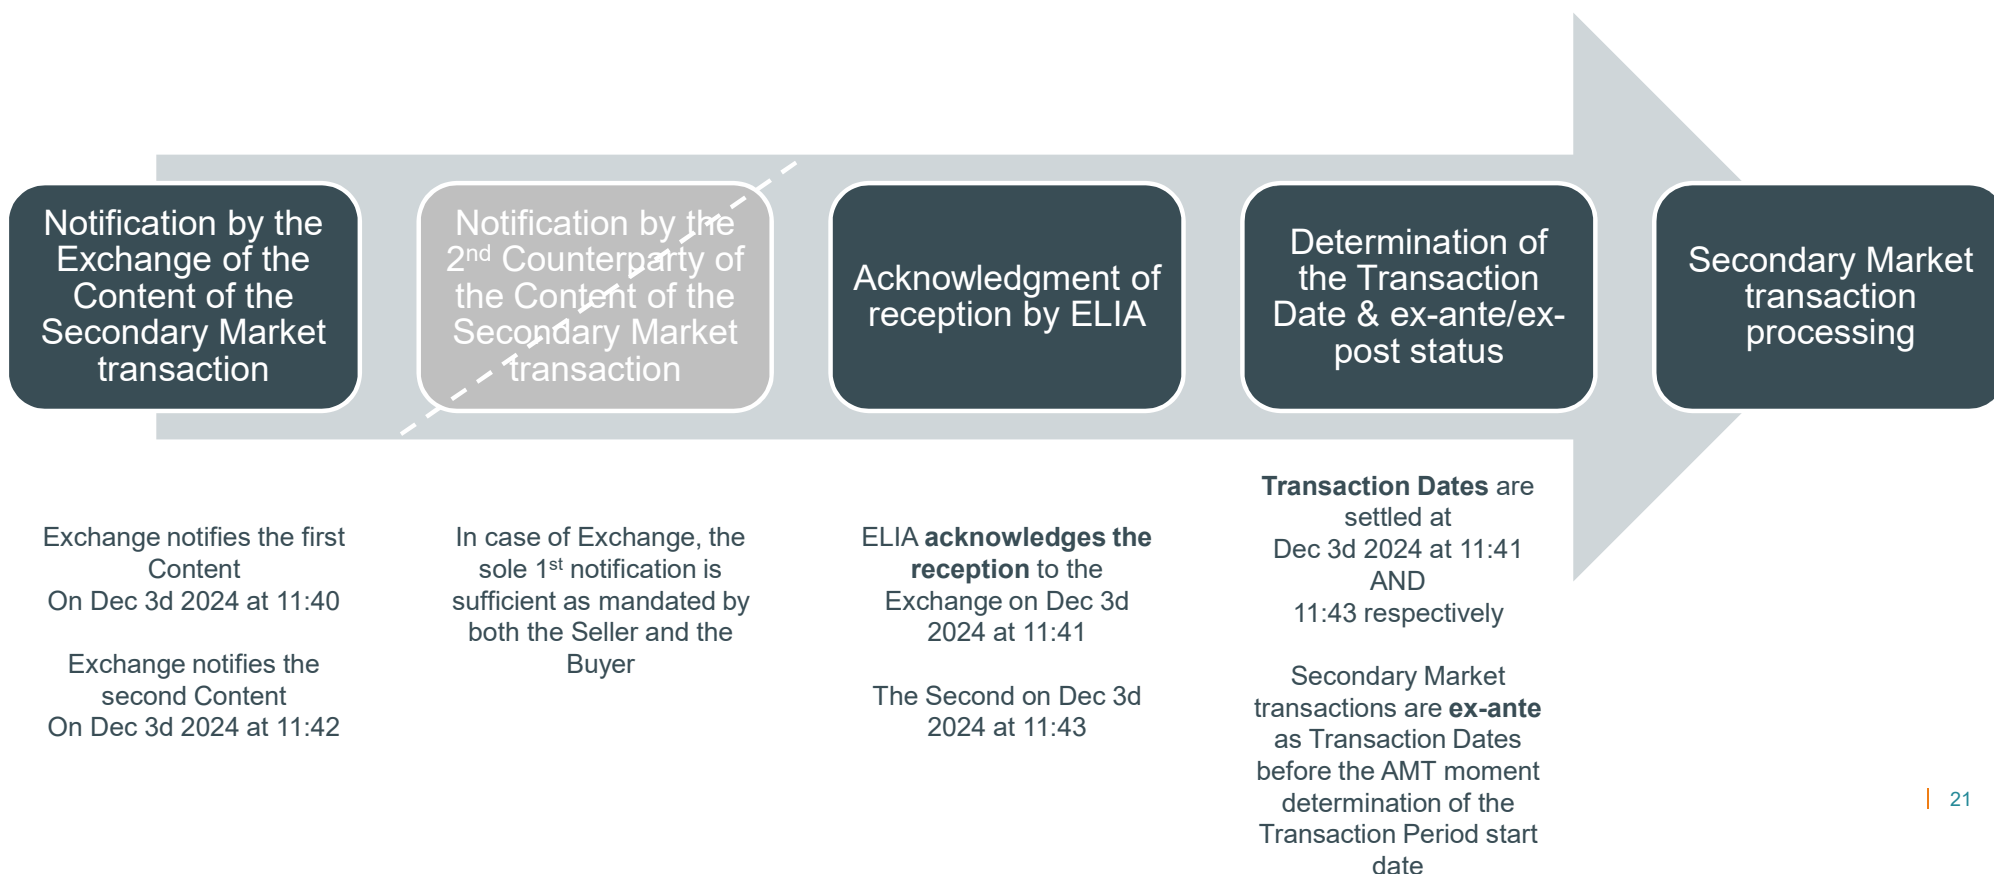 Notification by the
Exchange of the
Content of the
Secondary Market
transaction
Notification by the
2nd Counterparty of
the Content of the
Secondary Market
transaction
Acknowledgment of
reception by ELIA
Determination of
the Transaction
Date & ex-ante/ex-
post status
Secondary Market
transaction
processing
Exchange notifies the first
Content
On Dec 3d 2024 at 11:40
Exchange notifies the
second Content
On Dec 3d 2024 at 11:42
In case of Exchange, the
sole 1st notification is
sufficient as mandated by
both the Seller and the
Buyer
ELIA acknowledges the
reception to the
Exchange on Dec 3d
2024 at 11:41
The Second on Dec 3d
2024 at 11:43
Transaction Dates are
settled at
Dec 3d 2024 at 11:41
AND
11:43 respectively
Secondary Market
transactions are ex-ante
as Transaction Dates
before the AMT moment
determination of the
Transaction Period start
date
21